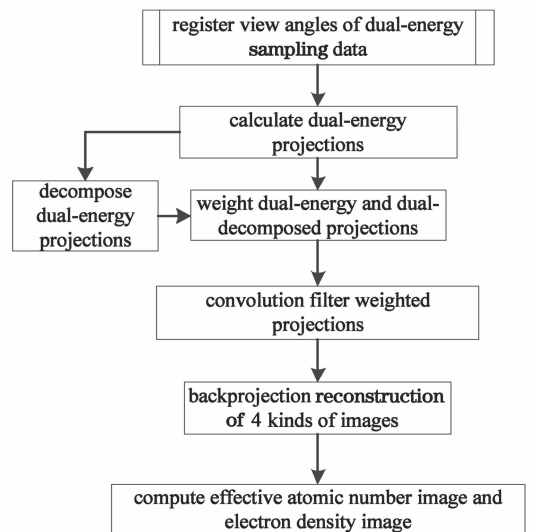 register view angles of dual-energy
sampling data
calculate dual-energy
projections
decompose
dual-energy
projections
weight dual-energy and dual-
decomposed projections
convolution filter weighted
projections
backprojection reconstruction
of 4 kinds of images
compute effective atomic number image and
electron density image